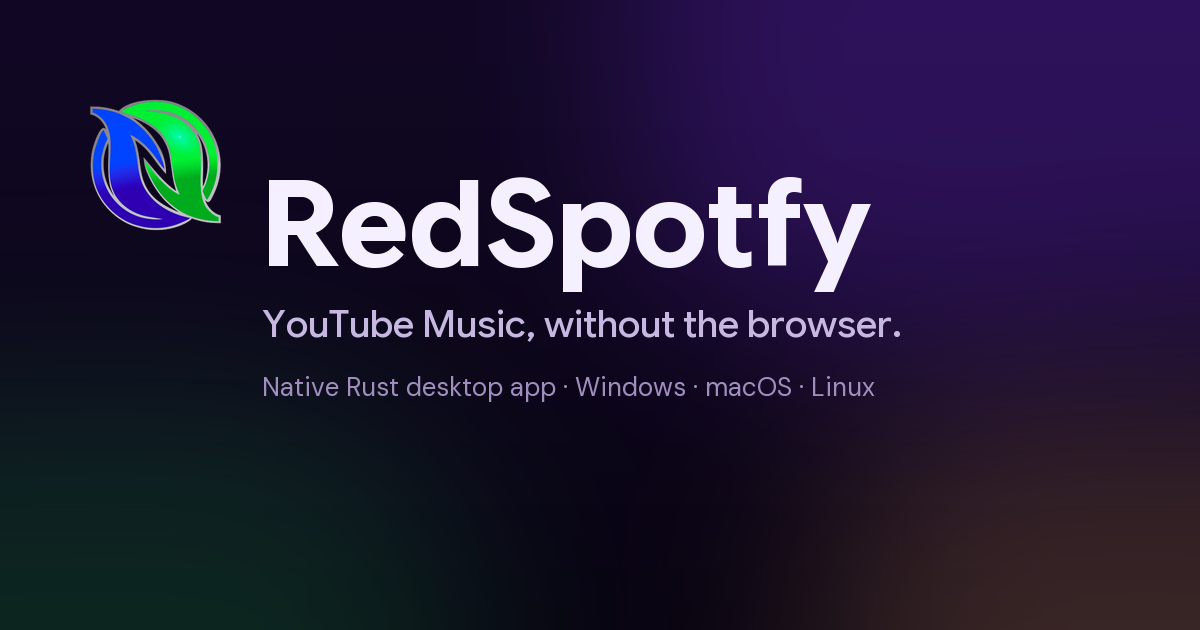 RedSpotfy
YouTube Music, without the browser.
Native Rust desktop app · Windows · macOS · Linux